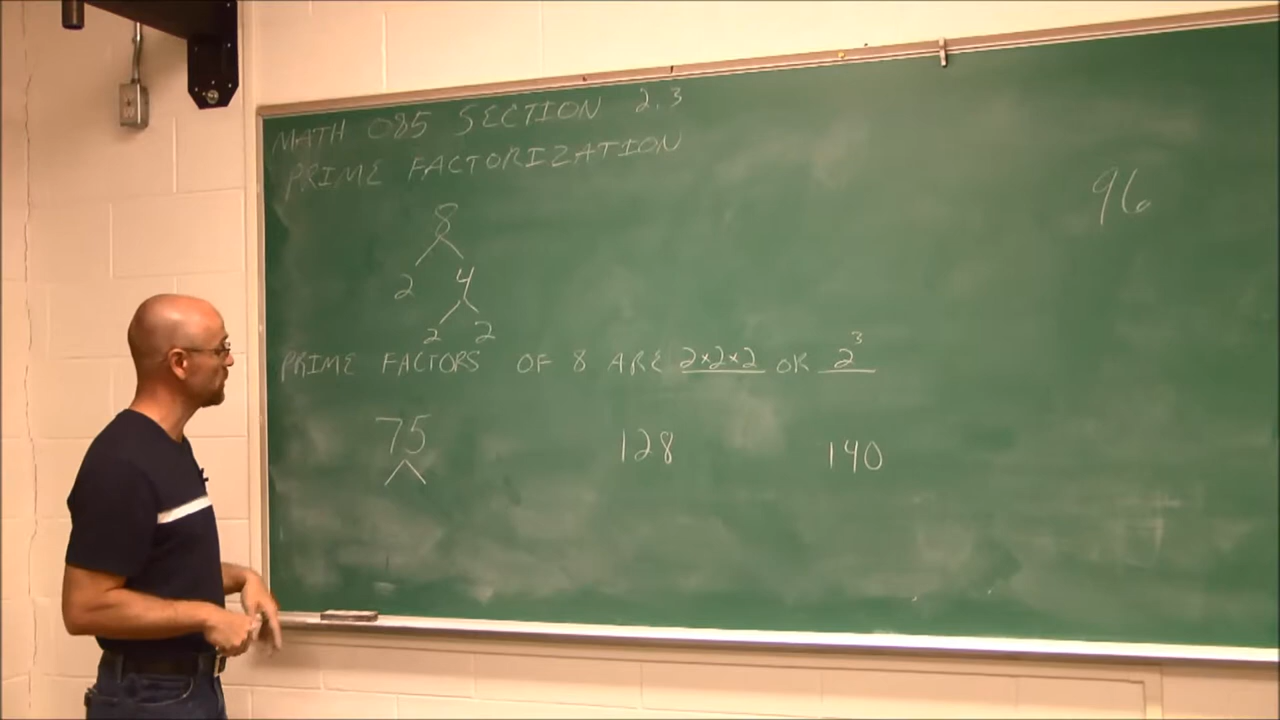 MATH 085 SECTION 2.3
PRIME FACTORIZATION
96
8
2 4
2 2
PRIME FACTORS OF 8 ARE 2×2×2 OR 2³
75 128 140